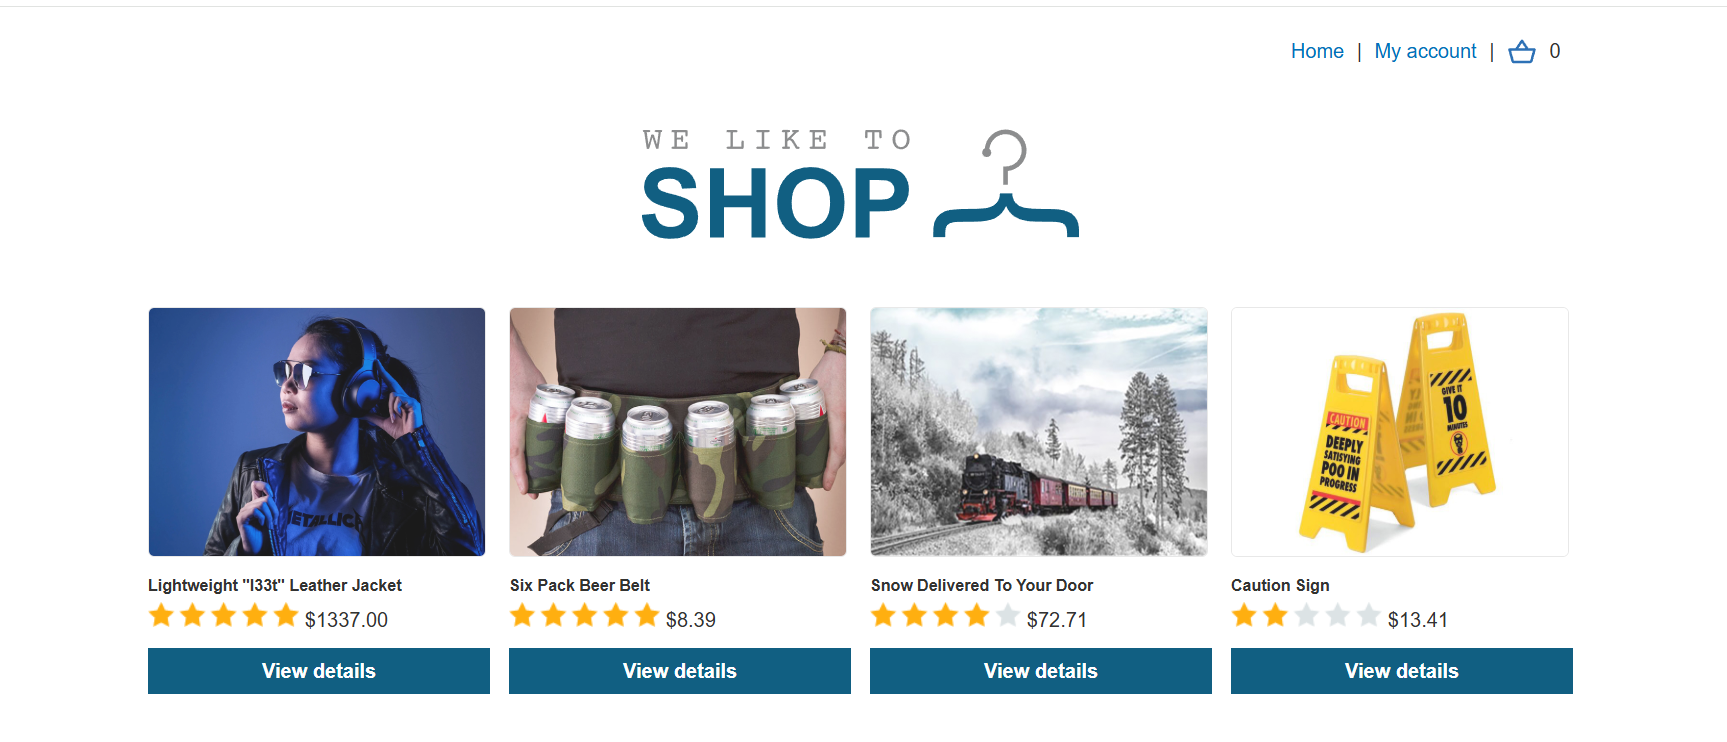 Home | My account | 0
WE LIKE TO
SHOP
METALLICA
CAUTION
DEEPLY
SATISFYING
POO IN
PROGRESS
GIVE IT
10
MINUTES
Lightweight "l33t" Leather Jacket
$1337.00
View details
Six Pack Beer Belt
$8.39
View details
Snow Delivered To Your Door
$72.71
View details
Caution Sign
$13.41
View details